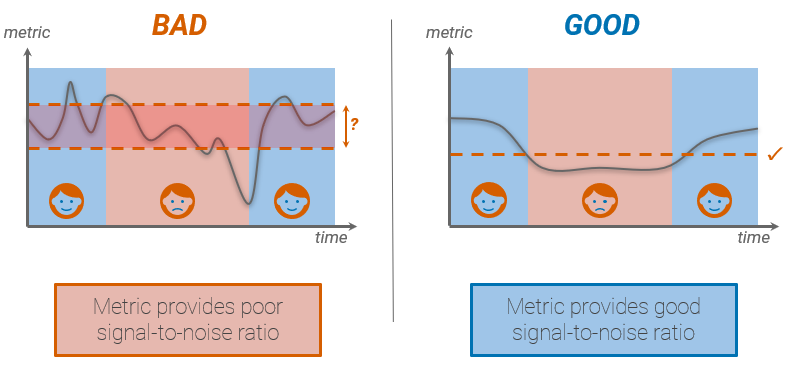 BAD
metric
?
time
Metric provides poor
signal-to-noise ratio
GOOD
metric
✓
time
Metric provides good
signal-to-noise ratio